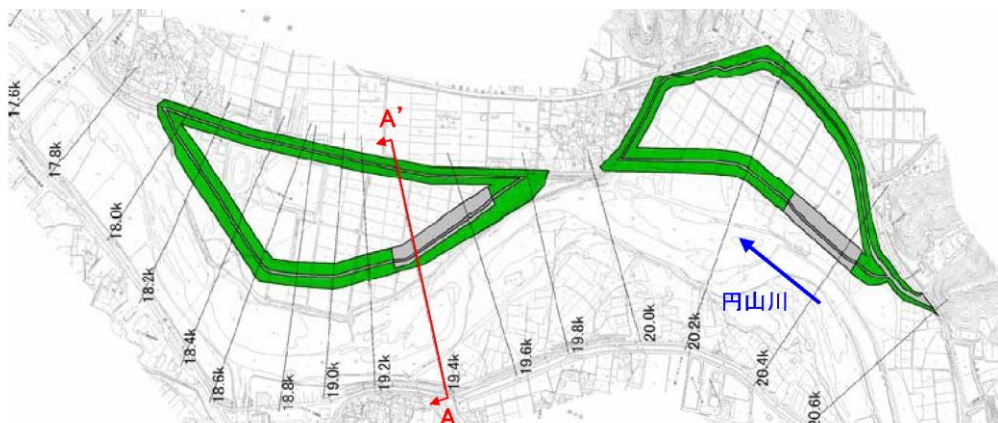 17.6k
17.8k
18.0k
18.2k
18.4k
18.6k
18.8k
19.0k
19.2k
19.4k
19.6k
19.8k
20.0k
20.2k
20.4k
20.6k
A'
A
円山川